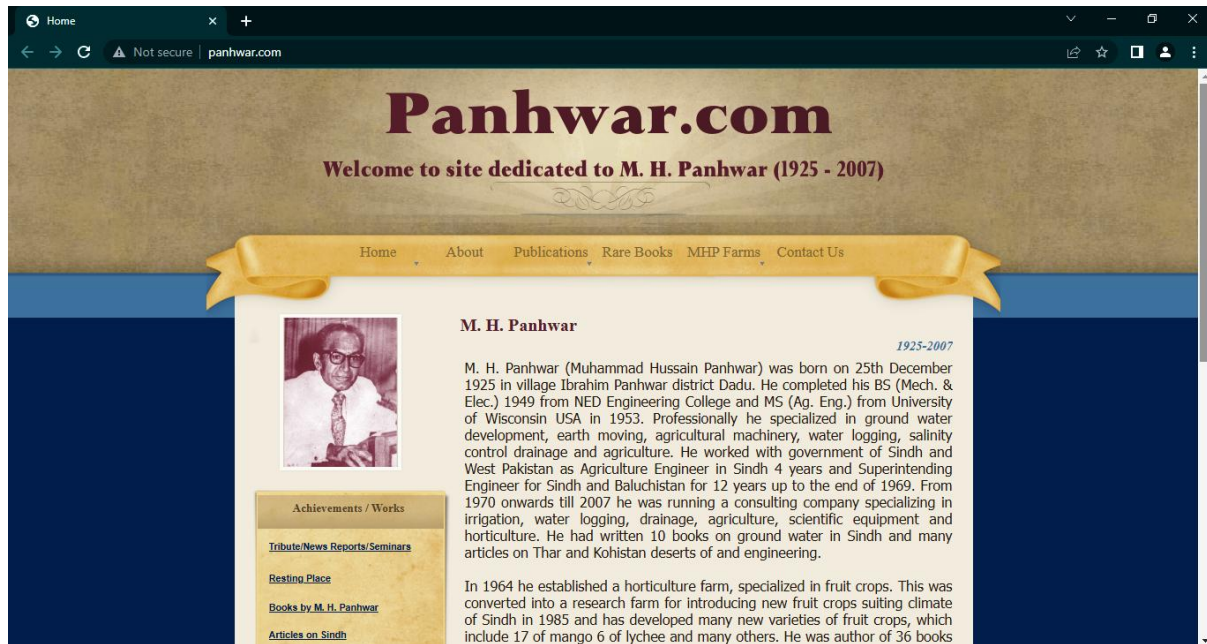 Home
Not secure
panhwar.com
Panhwar.com
Welcome to site dedicated to M. H. Panhwar (1925 - 2007)
Home About Publications Rare Books MHP Farms Contact Us
M. H. Panhwar
1925-2007
M. H. Panhwar (Muhammad Hussain Panhwar) was born on 25th December
1925 in village Ibrahim Panhwar district Dadu. He completed his BS (Mech. &
Elec.) 1949 from NED Engineering College and MS (Ag. Eng.) from University
of Wisconsin USA in 1953. Professionally he specialized in ground water
development, earth moving, agricultural machinery, water logging, salinity
control drainage and agriculture. He worked with government of Sindh and
West Pakistan as Agriculture Engineer in Sindh 4 years and Superintending
Engineer for Sindh and Baluchistan for 12 years up to the end of 1969. From
1970 onwards till 2007 he was running a consulting company specializing in
irrigation, water logging, drainage, agriculture, scientific equipment and
horticulture. He had written 10 books on ground water in Sindh and many
articles on Thar and Kohistan deserts of and engineering.
In 1964 he established a horticulture farm, specialized in fruit crops. This was
converted into a research farm for introducing new fruit crops suiting climate
of Sindh in 1985 and has developed many new varieties of fruit crops, which
include 17 of mango 6 of lychee and many others. He was author of 36 books
Achievements / Works
Tribute/News Reports/Seminars
Resting Place
Books by M. H. Panhwar
Articles on Sindh